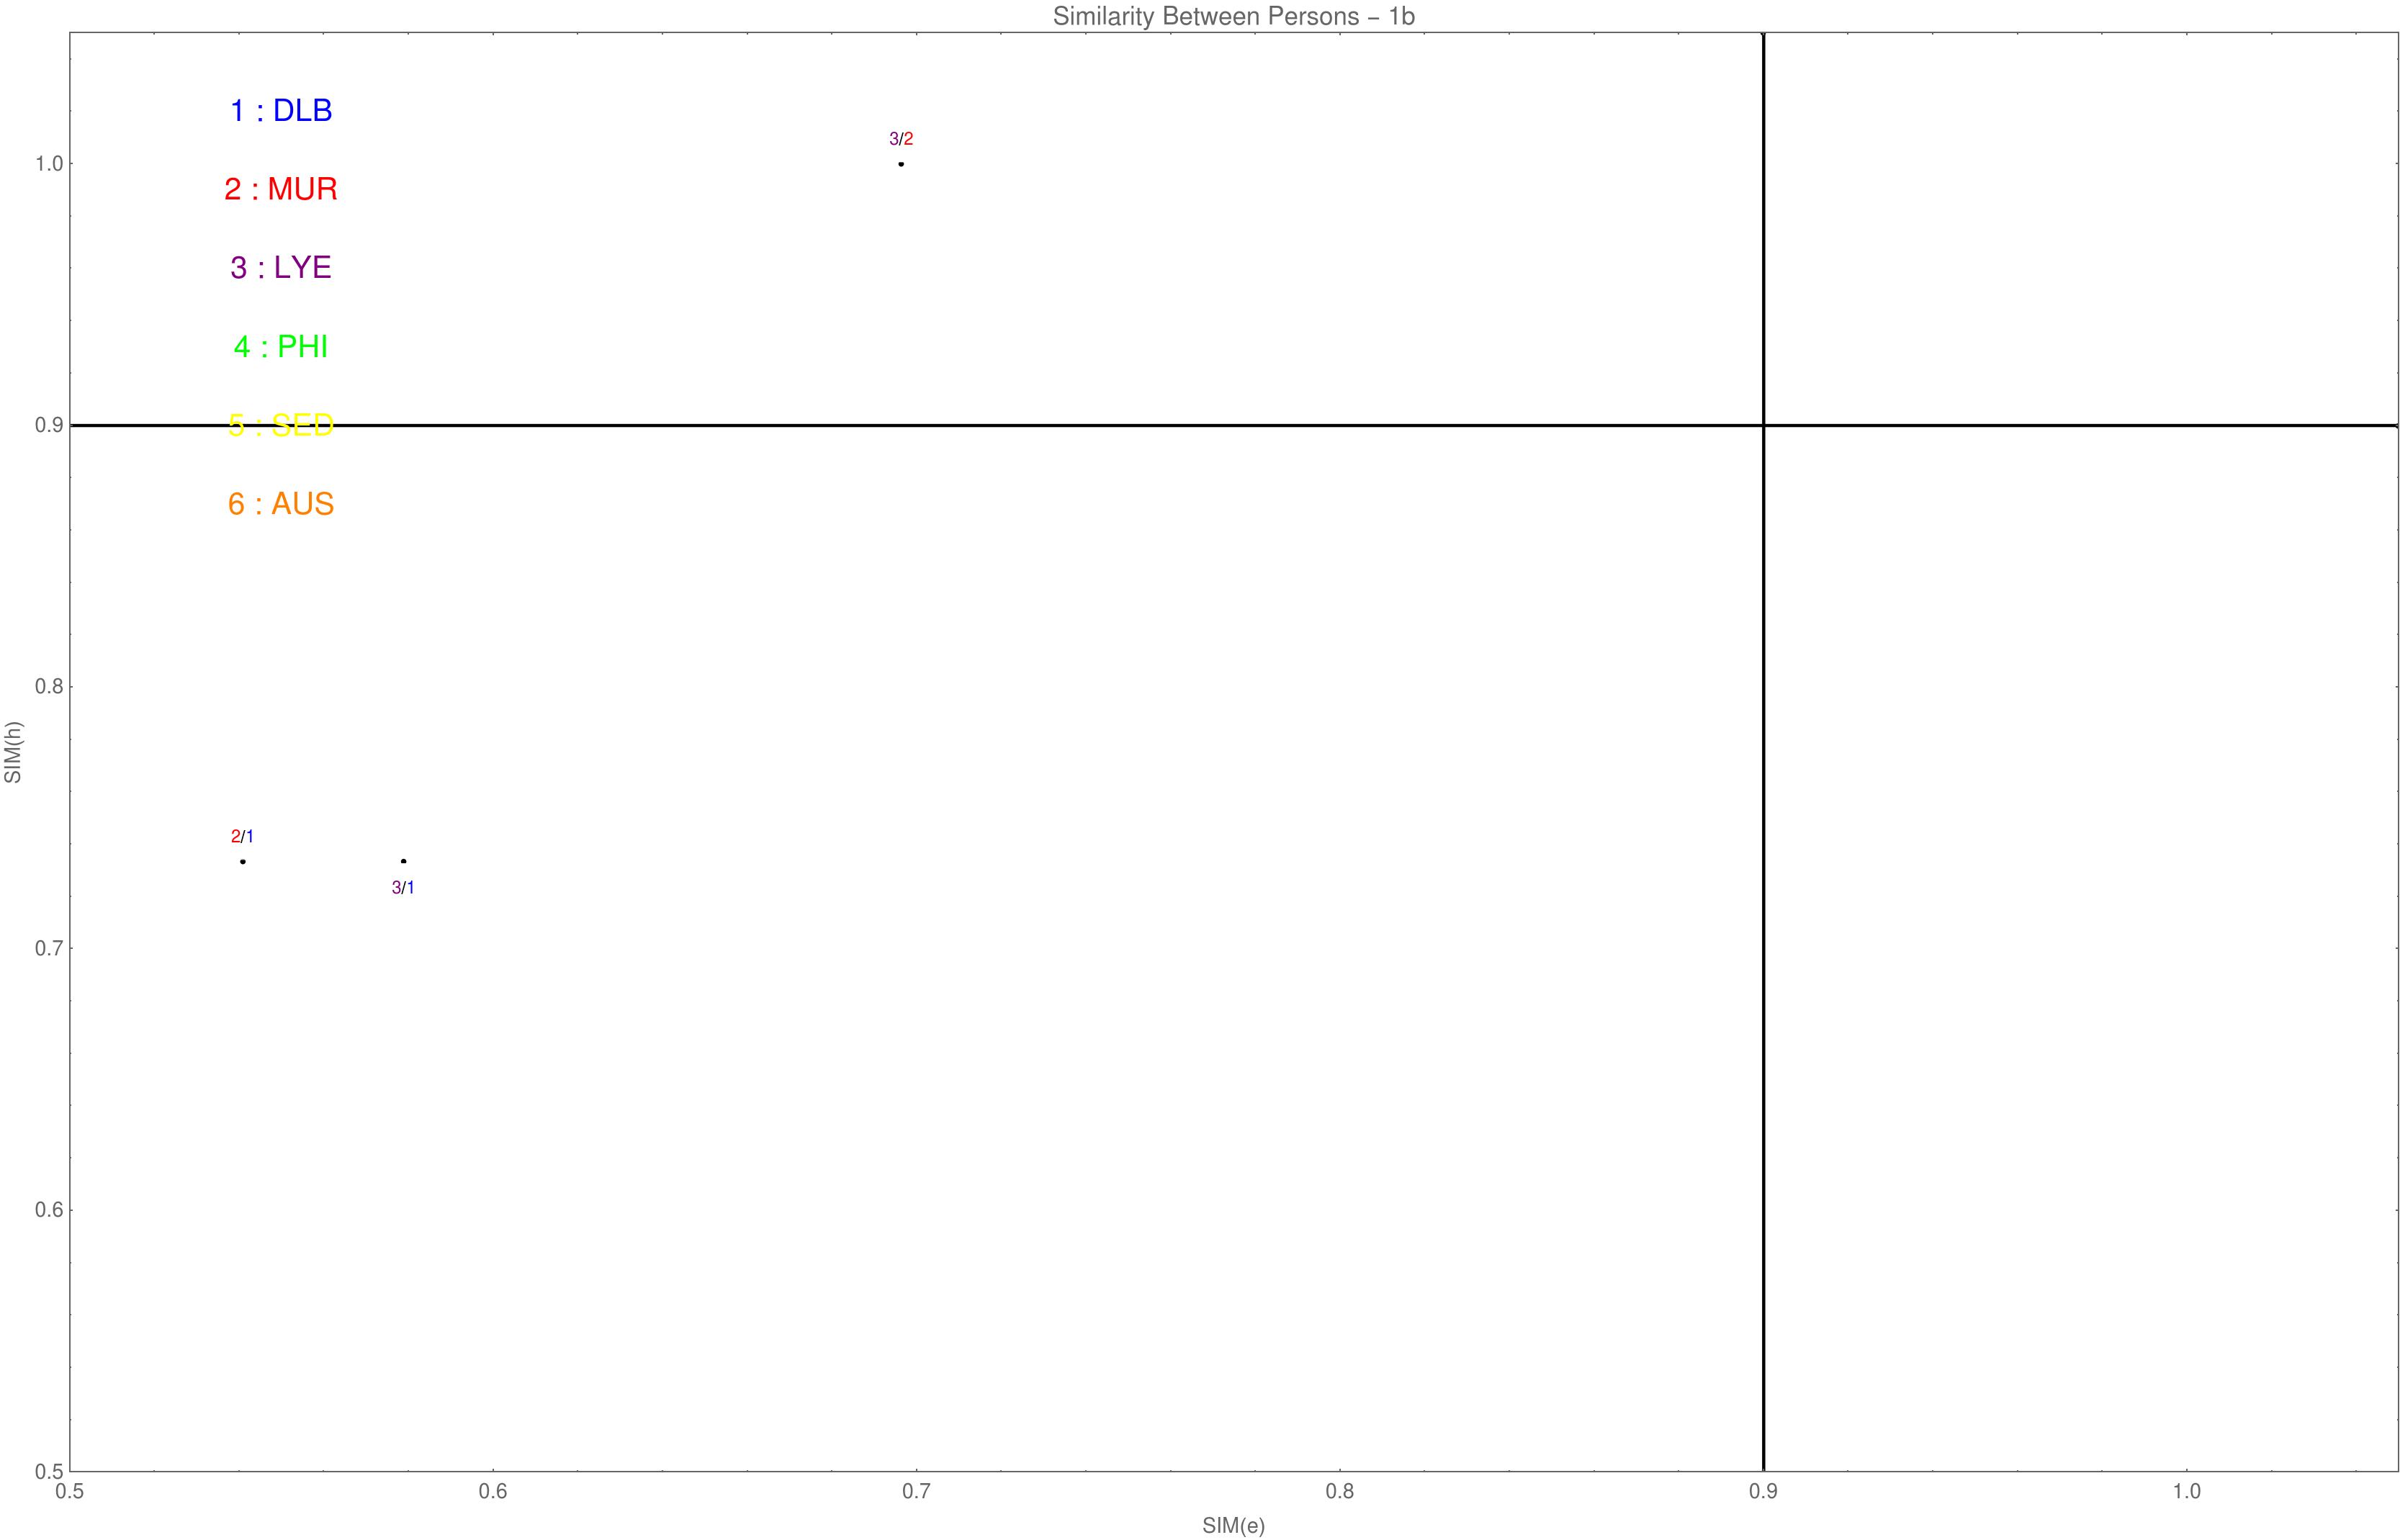 Similarity Between Persons – 1b
1 : DLB
3/2
1.0
2 : MUR
3 : LYE
4 : PHI
0.9
5 : SED
6 : AUS
0.8
SIM(h)
2/1
3/1
0.7
0.6
0.5
0.5 0.6 0.7 0.8 0.9 1.0
SIM(e)